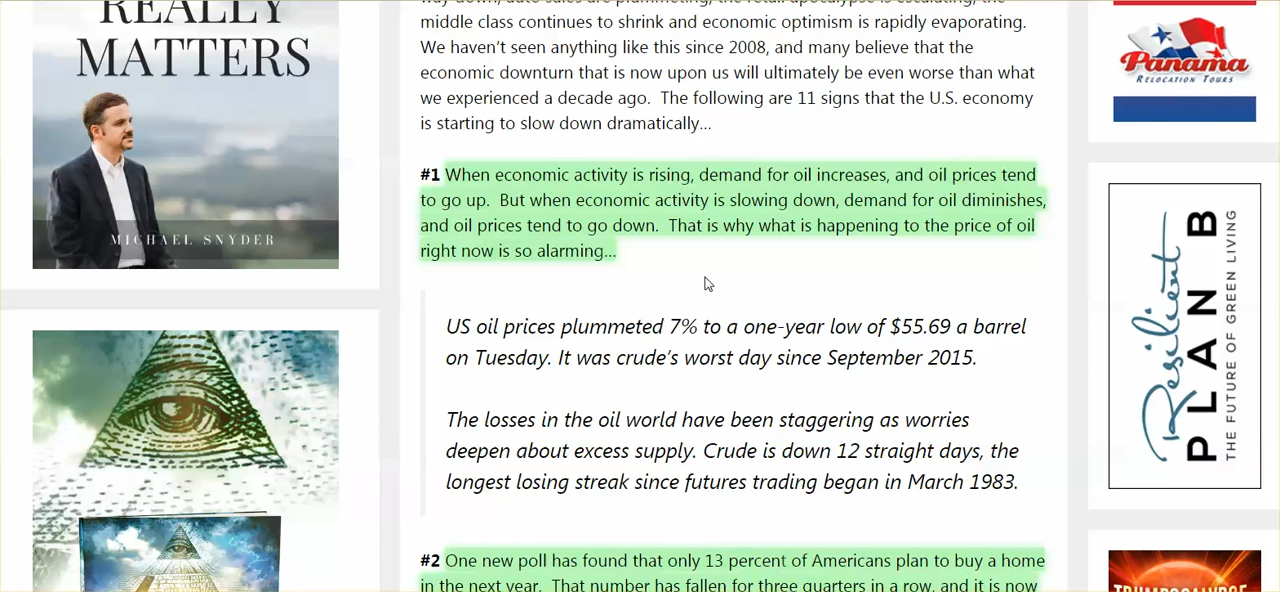 REALLY
MATTERS
MICHAEL SNYDER
way down, auto sales are plummeting, the retail apocalypse is escalating, the
middle class continues to shrink and economic optimism is rapidly evaporating.
We haven’t seen anything like this since 2008, and many believe that the
economic downturn that is now upon us will ultimately be even worse than what
we experienced a decade ago.  The following are 11 signs that the U.S. economy
is starting to slow down dramatically…
#1 When economic activity is rising, demand for oil increases, and oil prices tend
to go up.  But when economic activity is slowing down, demand for oil diminishes,
and oil prices tend to go down.  That is why what is happening to the price of oil
right now is so alarming…
US oil prices plummeted 7% to a one-year low of $55.69 a barrel
on Tuesday. It was crude’s worst day since September 2015.
The losses in the oil world have been staggering as worries
deepen about excess supply. Crude is down 12 straight days, the
longest losing streak since futures trading began in March 1983.
#2 One new poll has found that only 13 percent of Americans plan to buy a home
in the next year.  That number has fallen for three quarters in a row, and it is now
Panama
RELOCATION TOURS
Resilient
PLAN B
THE FUTURE OF GREEN LIVING
TRUMPOCALYPSE